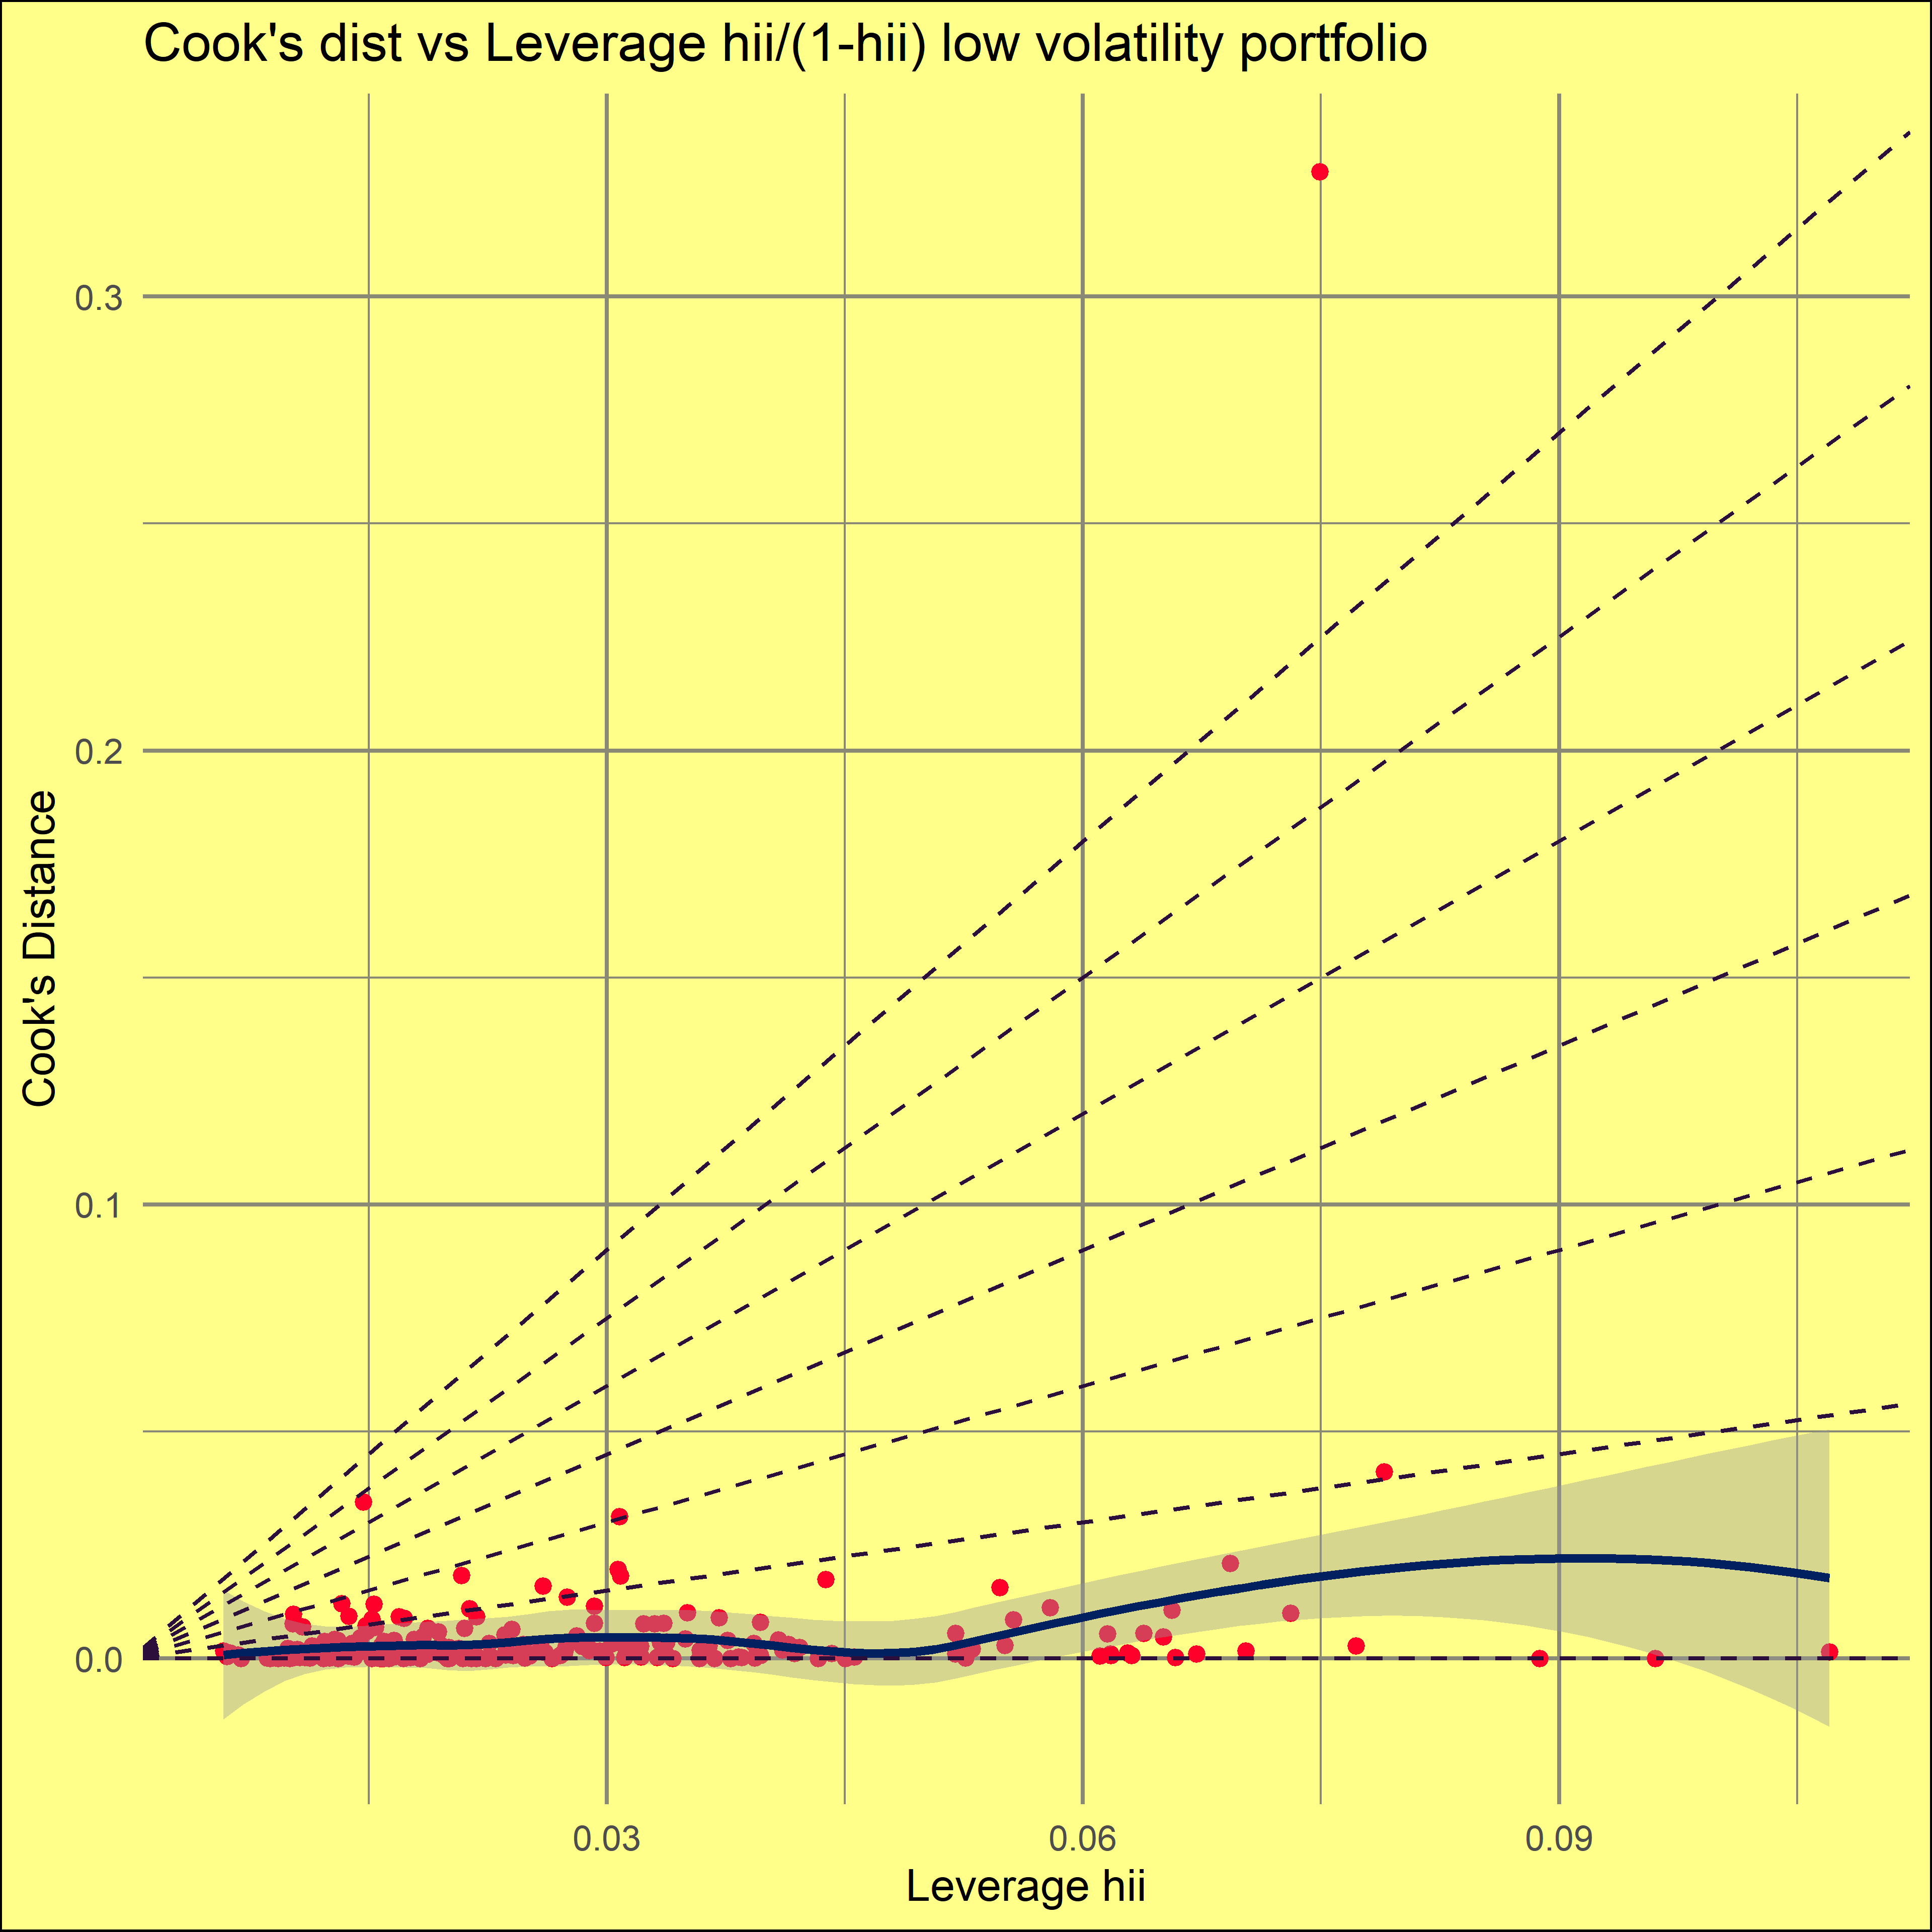 Cook's dist vs Leverage hii/(1-hii) low volatility portfolio
0.3
0.2
0.1
0.0
Cook's Distance
0.03 0.06 0.09
Leverage hii